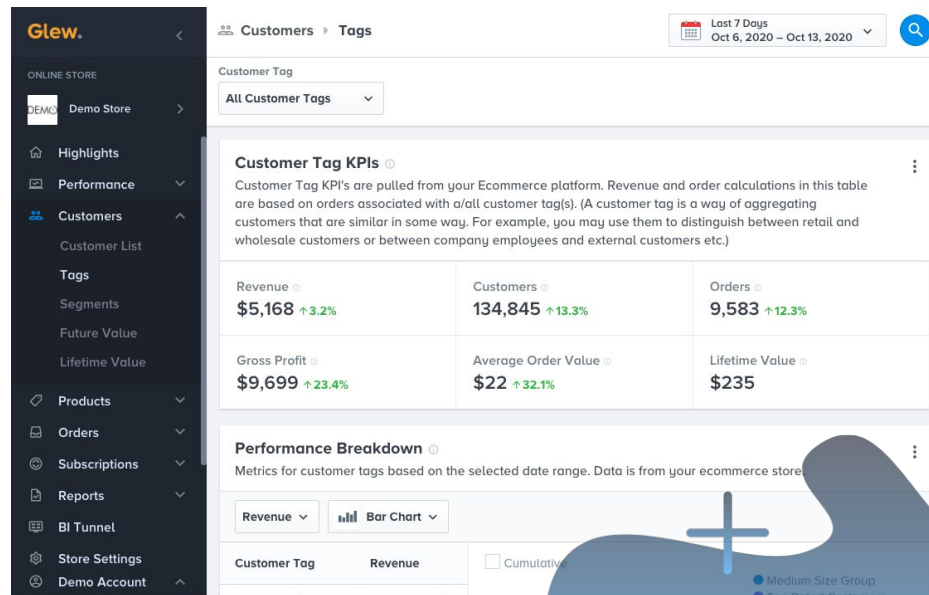 Glew.
Customers Tags
Last 7 Days
Oct 6, 2020 – Oct 13, 2020
ONLINE STORE
DEMO
Demo Store
Highlights
Performance
Customers
Customer List
Tags
Segments
Future Value
Lifetime Value
Products
Orders
Subscriptions
Reports
BI Tunnel
Store Settings
Demo Account
Customer Tag
All Customer Tags
Customer Tag KPIs
Customer Tag KPI's are pulled from your Ecommerce platform. Revenue and order calculations in this table
are based on orders associated with a/all customer tag(s). (A customer tag is a way of aggregating
customers that are similar in some way. For example, you may use them to distinguish between retail and
wholesale customers or between company employees and external customers etc.)
Revenue
$5,168 ↑3.2%
Customers
134,845 ↑13.3%
Orders
9,583 ↑12.3%
Gross Profit
$9,699 ↑23.4%
Average Order Value
$22 ↑32.1%
Lifetime Value
$235
Performance Breakdown
Metrics for customer tags based on the selected date range. Data is from your ecommerce store.
Revenue
Bar Chart
Customer Tag Revenue
Cumulative
Medium Size Group